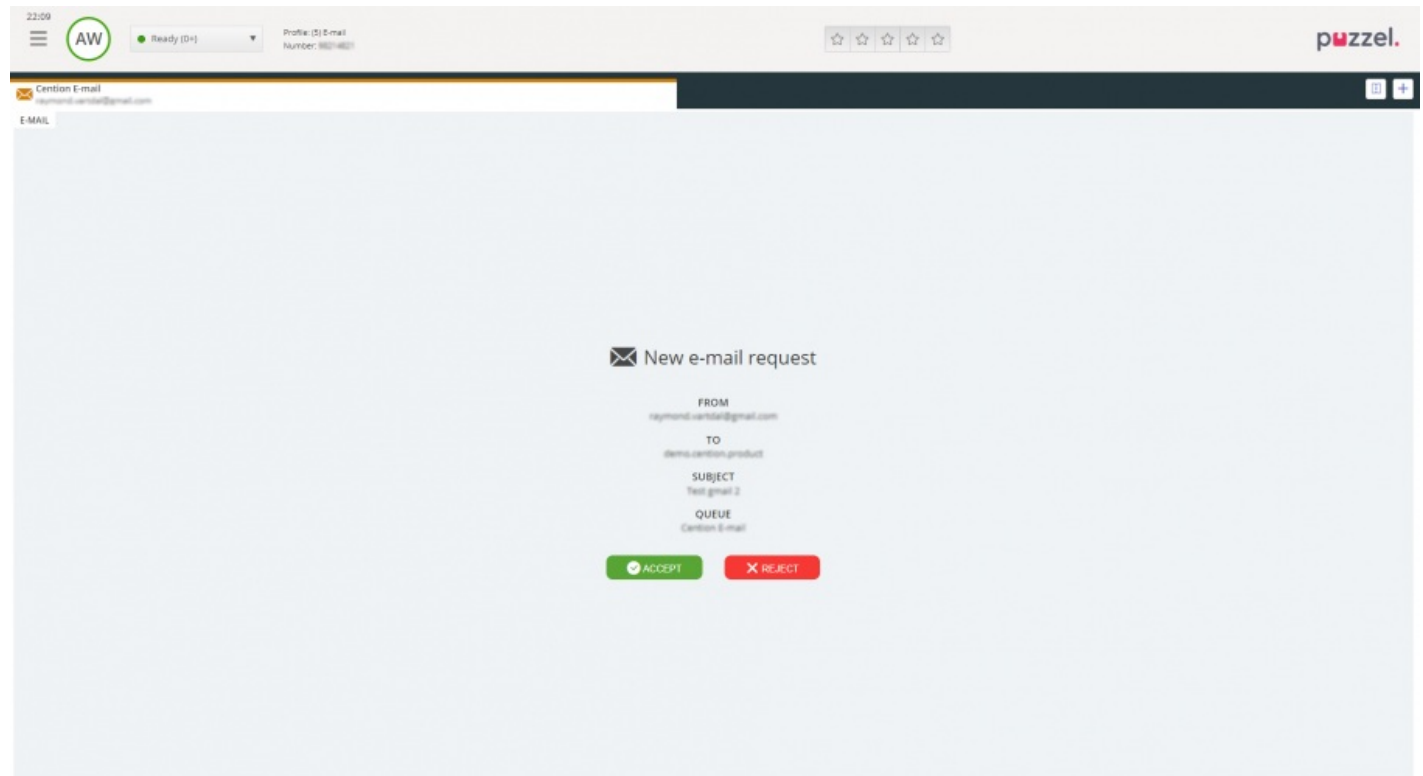 22:09
AW
Ready (0+)
Profile: (5) E-mail
Number:
puzzel.
Cention E-mail
raymond.vartdal@gmail.com
E-MAIL
New e-mail request
FROM
raymond.vartdal@gmail.com
TO
demo.cention.product
SUBJECT
Test gmail 2
QUEUE
Cention E-mail
ACCEPT
REJECT